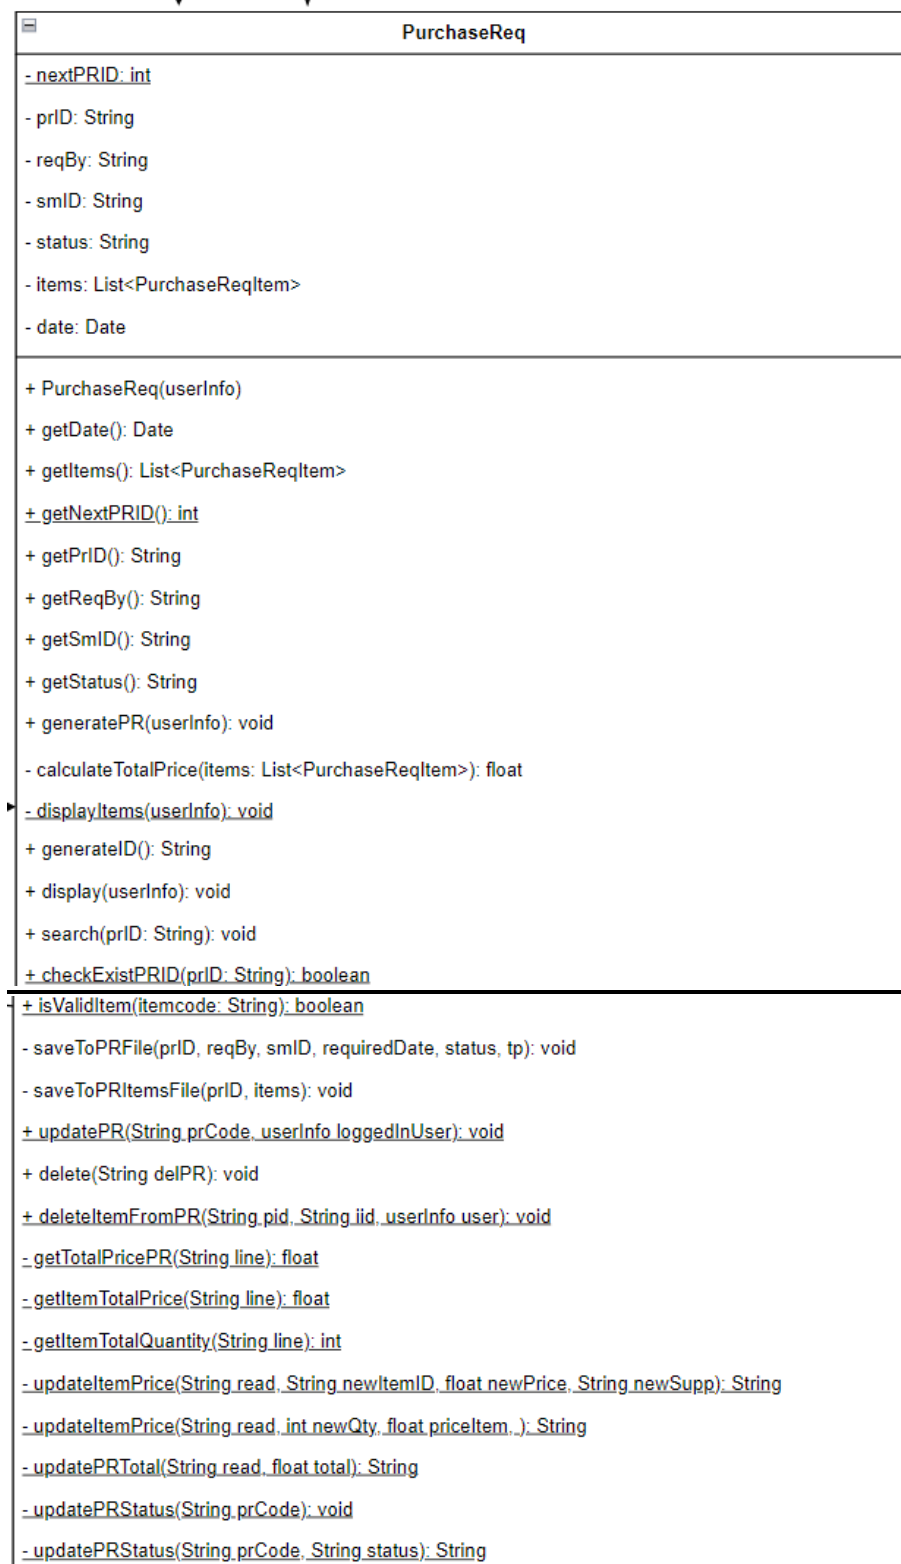 PurchaseReq
- nextPRID: int
- prID: String
- reqBy: String
- smID: String
- status: String
- items: List<PurchaseReqItem>
- date: Date
+ PurchaseReq(userInfo)
+ getDate(): Date
+ getItems(): List<PurchaseReqItem>
+ getNextPRID(): int
+ getPrID(): String
+ getReqBy(): String
+ getSmID(): String
+ getStatus(): String
+ generatePR(userInfo): void
- calculateTotalPrice(items: List<PurchaseReqItem>): float
- displayItems(userInfo): void
+ generateID(): String
+ display(userInfo): void
+ search(prID: String): void
+ checkExistPRID(prID: String): boolean
+ isValidItem(itemcode: String): boolean
- saveToPRFile(prID, reqBy, smID, requiredDate, status, tp): void
- saveToPRItemsFile(prID, items): void
+ updatePR(String prCode, userInfo loggedInUser): void
+ delete(String delPR): void
+ deleteItemFromPR(String pid, String iid, userInfo user): void
- getTotalPricePR(String line): float
- getItemTotalPrice(String line): float
- getItemTotalQuantity(String line): int
- updateItemPrice(String read, String newItemID, float newPrice, String newSupp): String
- updateItemPrice(String read, int newQty, float priceItem, ): String
- updatePRTotal(String read, float total): String
- updatePRStatus(String prCode): void
- updatePRStatus(String prCode, String status): String